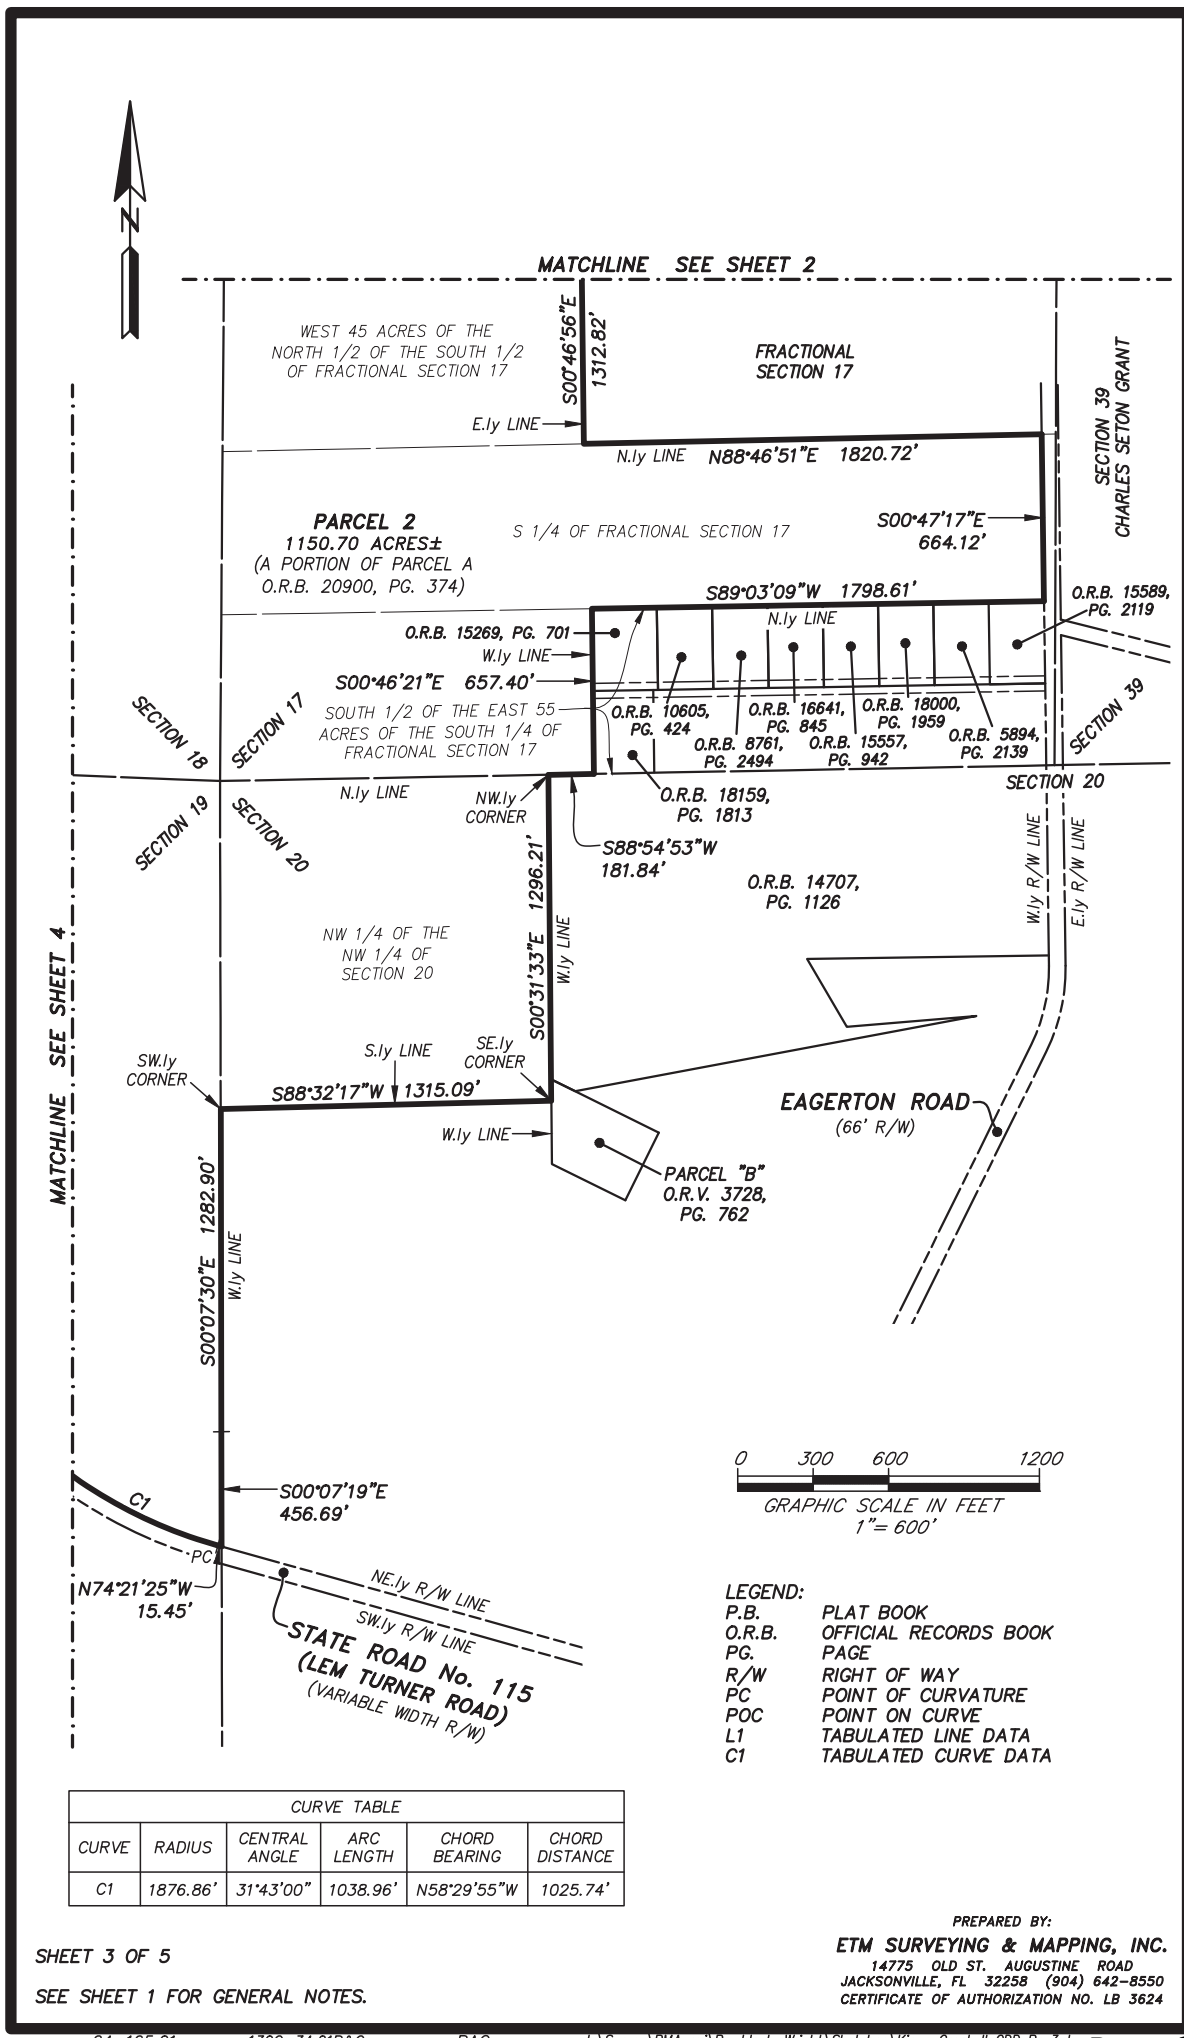 N
MATCHLINE SEE SHEET 2
WEST 45 ACRES OF THE
NORTH 1/2 OF THE SOUTH 1/2
OF FRACTIONAL SECTION 17
S00°46'56"E
1312.82'
FRACTIONAL
SECTION 17
SECTION 39
CHARLES SETON GRANT
E.ly LINE
N.ly LINE N88°46'51"E 1820.72'
PARCEL 2
1150.70 ACRES±
(A PORTION OF PARCEL A
O.R.B. 20900, PG. 374)
S 1/4 OF FRACTIONAL SECTION 17
S00°47'17"E
664.12'
S89°03'09"W 1798.61'
N.ly LINE
O.R.B. 15589,
PG. 2119
O.R.B. 15269, PG. 701
W.ly LINE
S00°46'21"E 657.40'
SOUTH 1/2 OF THE EAST 55
ACRES OF THE SOUTH 1/4 OF
FRACTIONAL SECTION 17
O.R.B. 10605,
PG. 424
O.R.B. 8761,
PG. 2494
O.R.B. 16641,
PG. 845
O.R.B. 15557,
PG. 942
O.R.B. 18000,
PG. 1959
O.R.B. 5894,
PG. 2139
SECTION 39
SECTION 18
SECTION 17
SECTION 19
SECTION 20
N.ly LINE
NW.ly
CORNER
O.R.B. 18159,
PG. 1813
SECTION 20
S88°54'53"W
181.84'
O.R.B. 14707,
PG. 1126
W.ly R/W LINE
E.ly R/W LINE
S00°31'33"E 1296.21'
W.ly LINE
NW 1/4 OF THE
NW 1/4 OF
SECTION 20
MATCHLINE SEE SHEET 4
SW.ly
CORNER
S.ly LINE
SE.ly
CORNER
S88°32'17"W 1315.09'
W.ly LINE
EAGERTON ROAD
(66' R/W)
PARCEL "B"
O.R.V. 3728,
PG. 762
S00°07'30"E 1282.90'
W.ly LINE
0 300 600 1200
GRAPHIC SCALE IN FEET
1"= 600'
C1
S00°07'19"E
456.69'
PC
N74°21'25"W
15.45'
NE.ly R/W LINE
SW.ly R/W LINE
STATE ROAD No. 115
(LEM TURNER ROAD)
(VARIABLE WIDTH R/W)
LEGEND:
P.B. PLAT BOOK
O.R.B. OFFICIAL RECORDS BOOK
PG. PAGE
R/W RIGHT OF WAY
PC POINT OF CURVATURE
POC POINT ON CURVE
L1 TABULATED LINE DATA
C1 TABULATED CURVE DATA
CURVE TABLE
CURVE RADIUS CENTRAL ANGLE ARC LENGTH CHORD BEARING CHORD DISTANCE
C1 1876.86' 31°43'00" 1038.96' N58°29'55"W 1025.74'
PREPARED BY:
ETM SURVEYING & MAPPING, INC.
14775 OLD ST. AUGUSTINE ROAD
JACKSONVILLE, FL 32258 (904) 642-8550
CERTIFICATE OF AUTHORIZATION NO. LB 3624
SHEET 3 OF 5
SEE SHEET 1 FOR GENERAL NOTES.